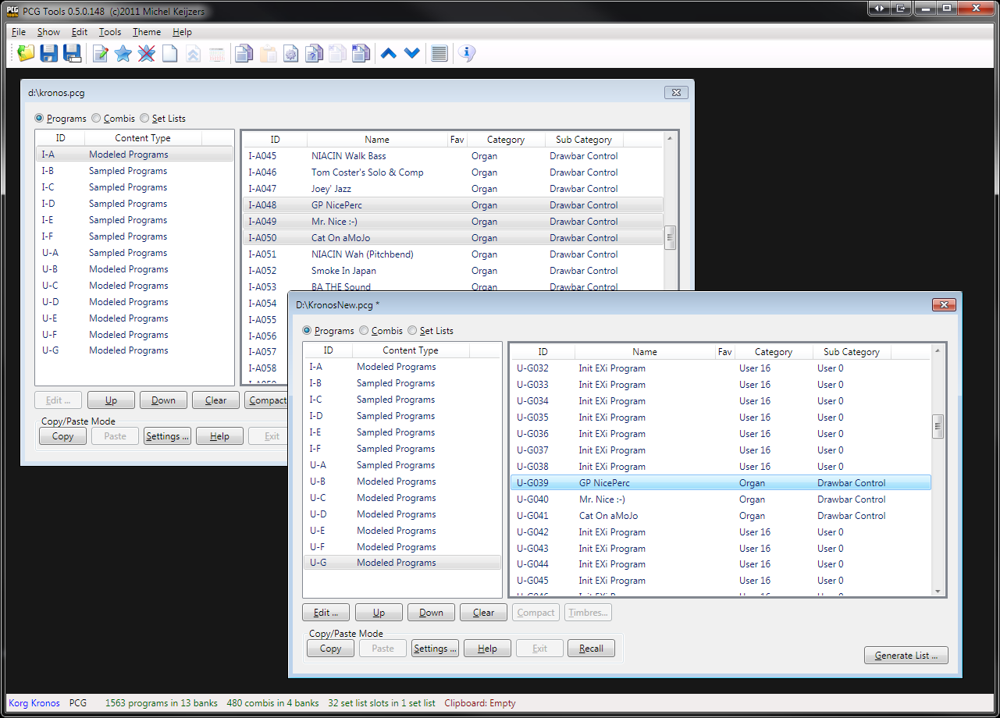 PCG Tools PCG Tools 0.5.0.148 (c)2011 Michel Keijzers
File Show Edit Tools Theme Help
d:\kronos.pcg
Programs Combis Set Lists
ID Content Type
I-A Modeled Programs
I-B Sampled Programs
I-C Sampled Programs
I-D Sampled Programs
I-E Sampled Programs
I-F Sampled Programs
U-A Sampled Programs
U-B Modeled Programs
U-C Modeled Programs
U-D Modeled Programs
U-E Modeled Programs
U-F Modeled Programs
U-G Modeled Programs
ID Name Fav Category Sub Category
I-A045 NIACIN Walk Bass Organ Drawbar Control
I-A046 Tom Coster's Solo & Comp Organ Drawbar Control
I-A047 Joey' Jazz Organ Drawbar Control
I-A048 GP NicePerc Organ Drawbar Control
I-A049 Mr. Nice :-) Organ Drawbar Control
I-A050 Cat On aMoJo Organ Drawbar Control
I-A051 NIACIN Wah (Pitchbend) Organ Drawbar Control
I-A052 Smoke In Japan Organ Drawbar Control
I-A053 BA THE Sound Organ Drawbar Control
I-A054
I-A055
I-A056
I-A057
I-A058
Edit ... Up Down Clear Compact
Copy/Paste Mode
Copy Paste Settings ... Help Exit
D:\KronosNew.pcg *
Programs Combis Set Lists
ID Content Type
I-A Modeled Programs
I-B Sampled Programs
I-C Sampled Programs
I-D Sampled Programs
I-E Sampled Programs
I-F Sampled Programs
U-A Sampled Programs
U-B Modeled Programs
U-C Modeled Programs
U-D Modeled Programs
U-E Modeled Programs
U-F Modeled Programs
U-G Modeled Programs
ID Name Fav Category Sub Category
U-G032 Init EXi Program User 16 User 0
U-G033 Init EXi Program User 16 User 0
U-G034 Init EXi Program User 16 User 0
U-G035 Init EXi Program User 16 User 0
U-G036 Init EXi Program User 16 User 0
U-G037 Init EXi Program User 16 User 0
U-G038 Init EXi Program User 16 User 0
U-G039 GP NicePerc Organ Drawbar Control
U-G040 Mr. Nice :-) Organ Drawbar Control
U-G041 Cat On aMoJo Organ Drawbar Control
U-G042 Init EXi Program User 16 User 0
U-G043 Init EXi Program User 16 User 0
U-G044 Init EXi Program User 16 User 0
U-G045 Init EXi Program User 16 User 0
Edit ... Up Down Clear Compact Timbres...
Copy/Paste Mode
Copy Paste Settings ... Help Exit Recall
Generate List ...
Korg Kronos PCG 1563 programs in 13 banks 480 combis in 4 banks 32 set list slots in 1 set list Clipboard: Empty